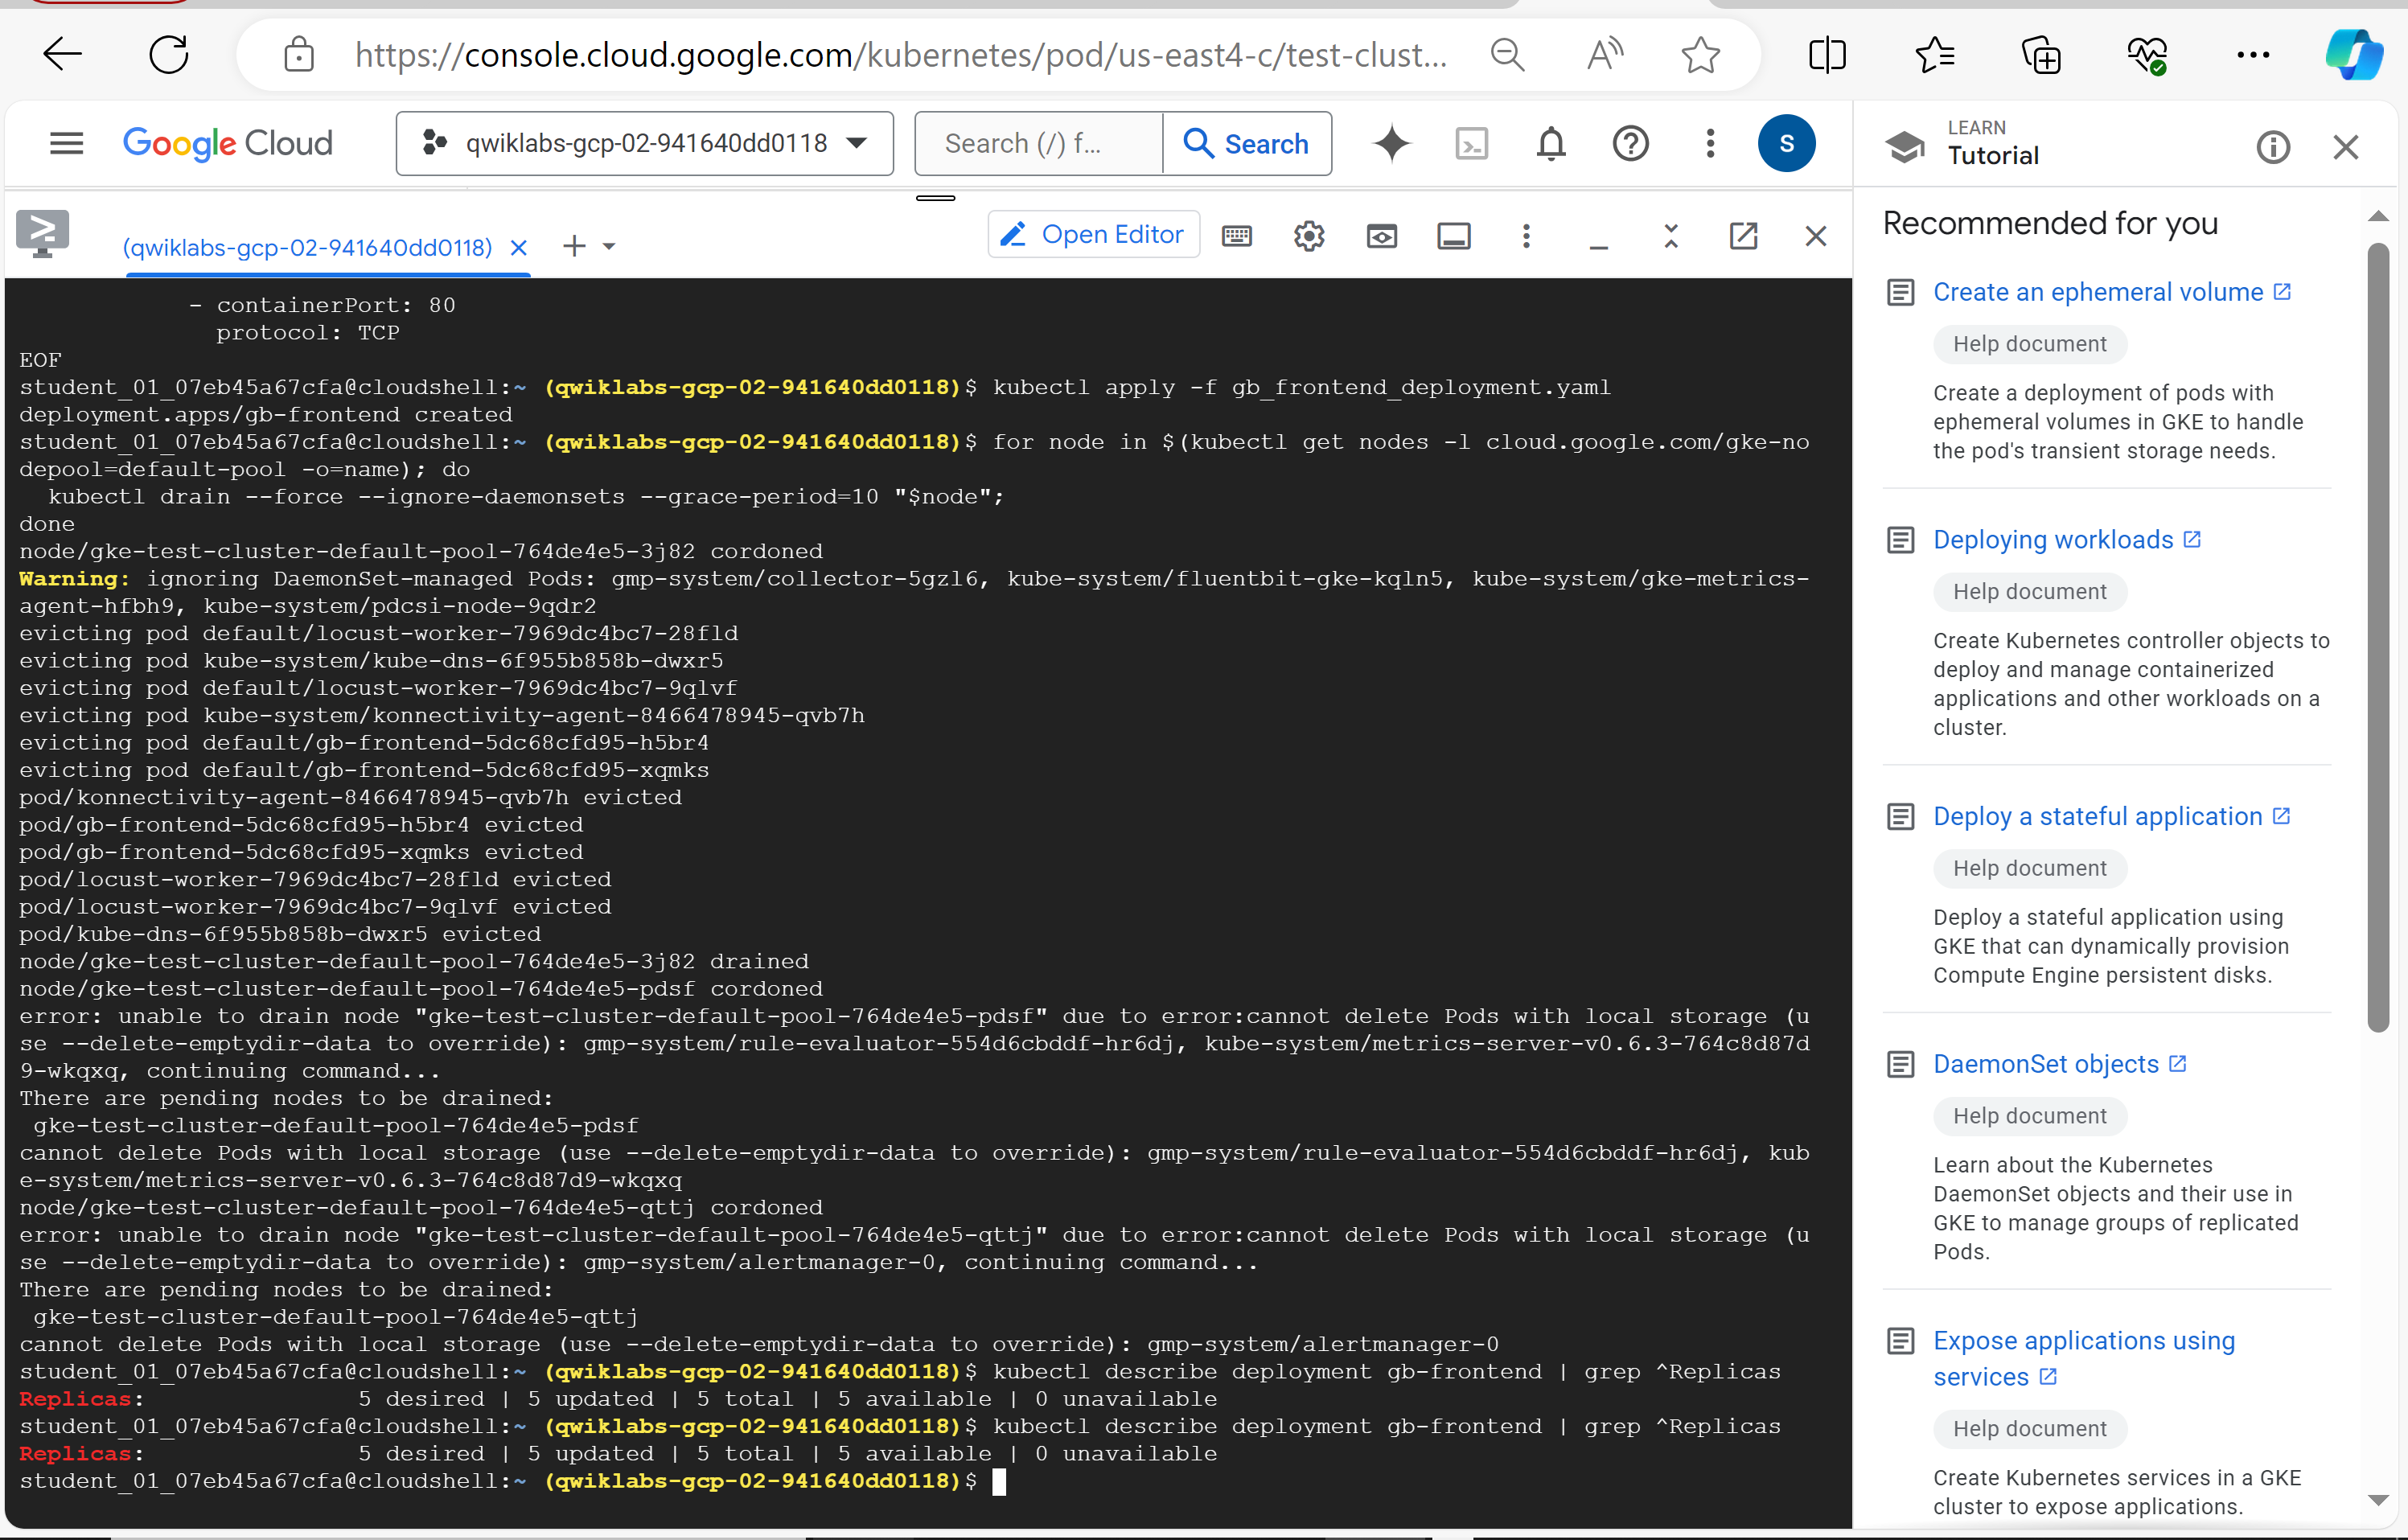 https://console.cloud.google.com/kubernetes/pod/us-east4-c/test-clust...
Google Cloud
qwiklabs-gcp-02-941640dd0118
Search (/) f...
Search
S
LEARN
Tutorial
(qwiklabs-gcp-02-941640dd0118)
Open Editor
- containerPort: 80
protocol: TCP
EOF
student_01_07eb45a67cfa@cloudshell:~ (qwiklabs-gcp-02-941640dd0118)$ kubectl apply -f gb_frontend_deployment.yaml
deployment.apps/gb-frontend created
student_01_07eb45a67cfa@cloudshell:~ (qwiklabs-gcp-02-941640dd0118)$ for node in $(kubectl get nodes -l cloud.google.com/gke-no
depool=default-pool -o=name); do
kubectl drain --force --ignore-daemonsets --grace-period=10 "$node";
done
node/gke-test-cluster-default-pool-764de4e5-3j82 cordoned
Warning: ignoring DaemonSet-managed Pods: gmp-system/collector-5gzl6, kube-system/fluentbit-gke-kqln5, kube-system/gke-metrics-
agent-hfbh9, kube-system/pdcsi-node-9qdr2
evicting pod default/locust-worker-7969dc4bc7-28fld
evicting pod kube-system/kube-dns-6f955b858b-dwxr5
evicting pod default/locust-worker-7969dc4bc7-9qlvf
evicting pod kube-system/konnectivity-agent-8466478945-qvb7h
evicting pod default/gb-frontend-5dc68cfd95-h5br4
evicting pod default/gb-frontend-5dc68cfd95-xqmks
pod/konnectivity-agent-8466478945-qvb7h evicted
pod/gb-frontend-5dc68cfd95-h5br4 evicted
pod/gb-frontend-5dc68cfd95-xqmks evicted
pod/locust-worker-7969dc4bc7-28fld evicted
pod/locust-worker-7969dc4bc7-9qlvf evicted
pod/kube-dns-6f955b858b-dwxr5 evicted
node/gke-test-cluster-default-pool-764de4e5-3j82 drained
node/gke-test-cluster-default-pool-764de4e5-pdsf cordoned
error: unable to drain node "gke-test-cluster-default-pool-764de4e5-pdsf" due to error:cannot delete Pods with local storage (u
se --delete-emptydir-data to override): gmp-system/rule-evaluator-554d6cbddf-hr6dj, kube-system/metrics-server-v0.6.3-764c8d87d
9-wkqxq, continuing command...
There are pending nodes to be drained:
gke-test-cluster-default-pool-764de4e5-pdsf
cannot delete Pods with local storage (use --delete-emptydir-data to override): gmp-system/rule-evaluator-554d6cbddf-hr6dj, kub
e-system/metrics-server-v0.6.3-764c8d87d9-wkqxq
node/gke-test-cluster-default-pool-764de4e5-qttj cordoned
error: unable to drain node "gke-test-cluster-default-pool-764de4e5-qttj" due to error:cannot delete Pods with local storage (u
se --delete-emptydir-data to override): gmp-system/alertmanager-0, continuing command...
There are pending nodes to be drained:
gke-test-cluster-default-pool-764de4e5-qttj
cannot delete Pods with local storage (use --delete-emptydir-data to override): gmp-system/alertmanager-0
student_01_07eb45a67cfa@cloudshell:~ (qwiklabs-gcp-02-941640dd0118)$ kubectl describe deployment gb-frontend | grep ^Replicas
Replicas: 5 desired | 5 updated | 5 total | 5 available | 0 unavailable
student_01_07eb45a67cfa@cloudshell:~ (qwiklabs-gcp-02-941640dd0118)$ kubectl describe deployment gb-frontend | grep ^Replicas
Replicas: 5 desired | 5 updated | 5 total | 5 available | 0 unavailable
student_01_07eb45a67cfa@cloudshell:~ (qwiklabs-gcp-02-941640dd0118)$
Recommended for you
Create an ephemeral volume
Help document
Create a deployment of pods with
ephemeral volumes in GKE to handle
the pod's transient storage needs.
Deploying workloads
Help document
Create Kubernetes controller objects to
deploy and manage containerized
applications and other workloads on a
cluster.
Deploy a stateful application
Help document
Deploy a stateful application using
GKE that can dynamically provision
Compute Engine persistent disks.
DaemonSet objects
Help document
Learn about the Kubernetes
DaemonSet objects and their use in
GKE to manage groups of replicated
Pods.
Expose applications using
services
Help document
Create Kubernetes services in a GKE
cluster to expose applications.